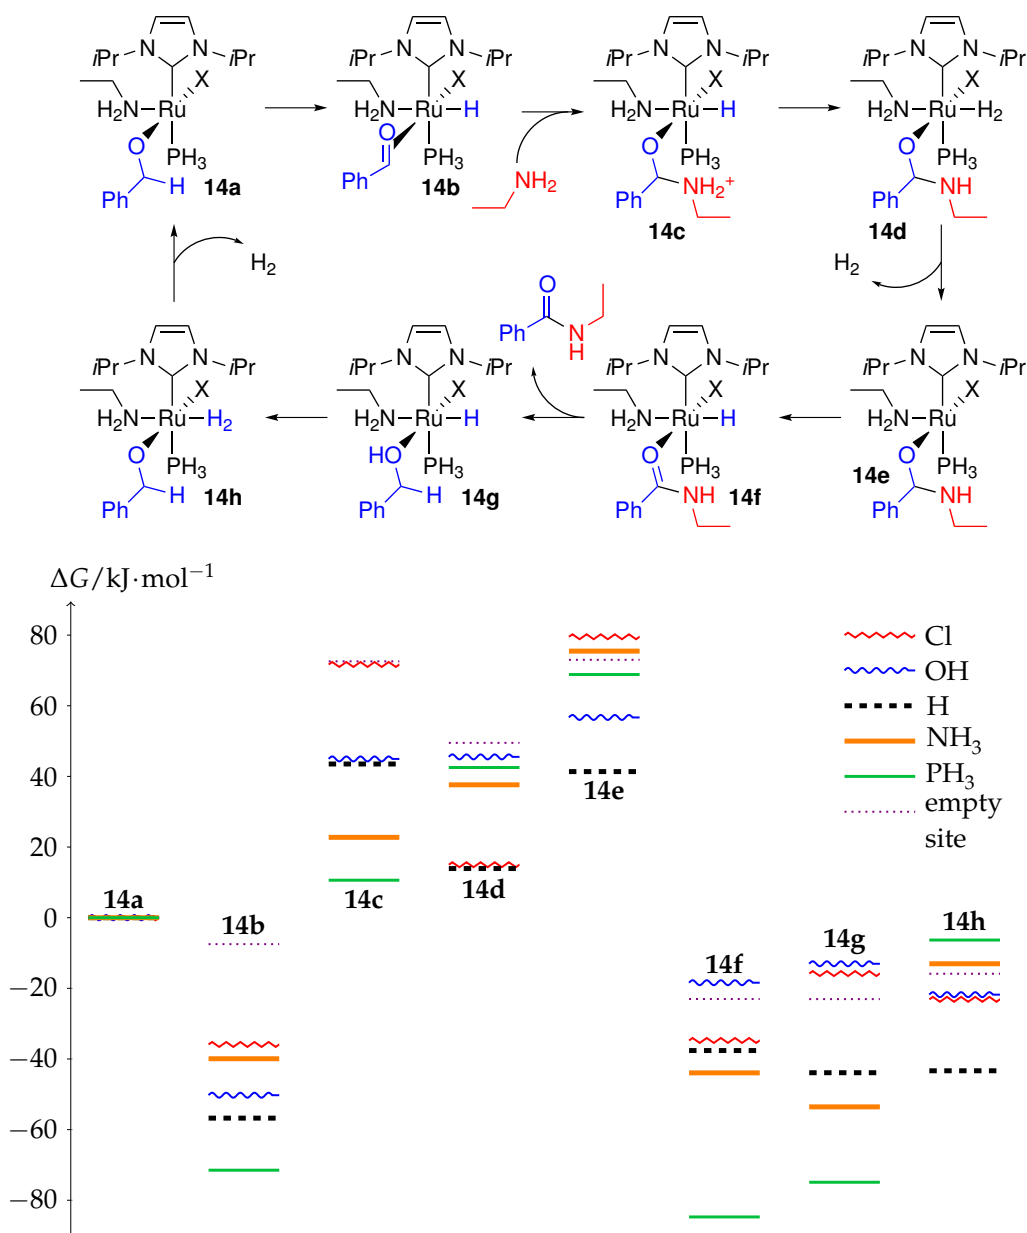 iPr N N iPr
X
H2N Ru
O PH3
Ph H
14a
iPr N N iPr
X
H2N Ru H
O
PH3
Ph
14b
NH2
iPr N N iPr
X
H2N Ru H
O PH3
Ph NH2+
14c
iPr N N iPr
X
H2N Ru H2
O PH3
Ph NH
14d
H2
H2
O
Ph N
H
iPr N N iPr
X
H2N Ru H2
O PH3
Ph H
14h
iPr N N iPr
X
H2N Ru H
HO PH3
Ph H
14g
iPr N N iPr
X
H2N Ru H
O PH3
Ph NH
14f
iPr N N iPr
X
H2N Ru
O PH3
Ph NH
14e
ΔG/kJ·mol−1
80
60
40
20
0
−20
−40
−60
−80
14a
14b
14c
14d
14e
14f
14g
14h
Cl
OH
H
NH3
PH3
empty
site